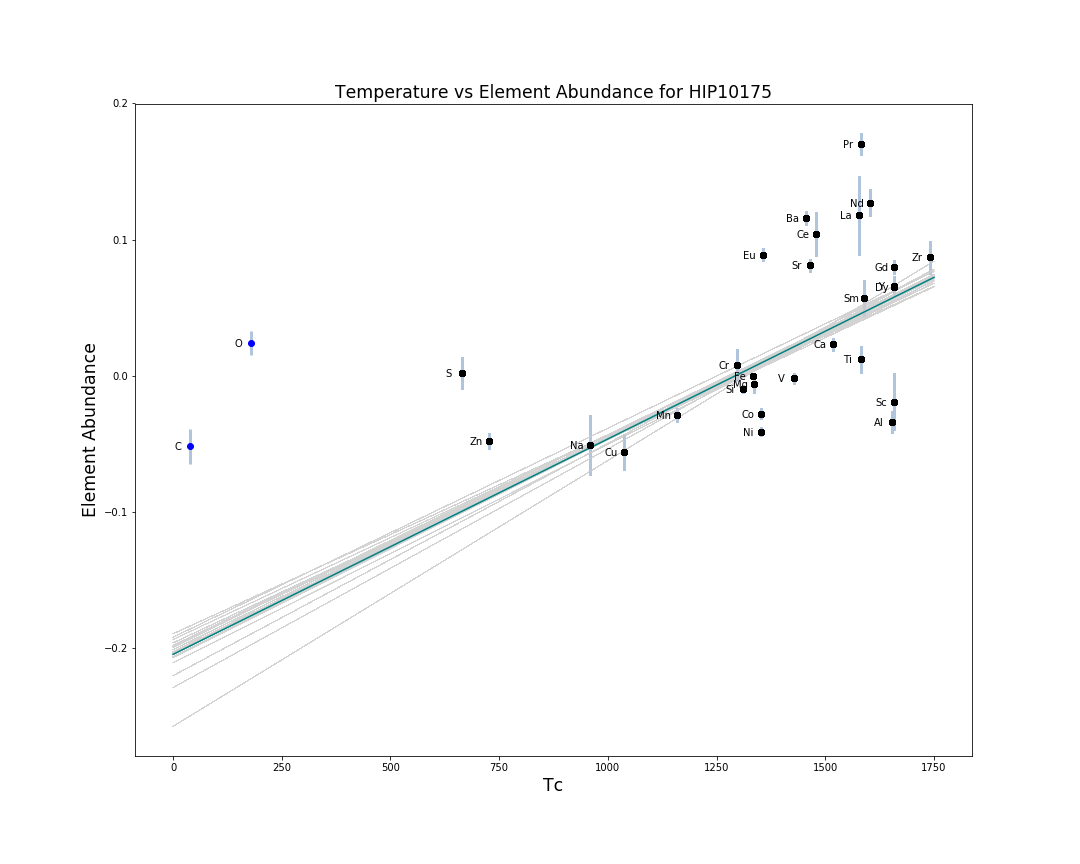 Temperature vs Element Abundance for HIP10175
0.2
Pr
Nd
La
Ba
Ce
0.1
Eu
Zr
Sr
Gd
Dy
Y
Sm
O
Ca
Cr
Ti
S
0.0
Fe
V
Mg
Si
Sc
Co
Mn
Al
Ni
Zn
Na
C
Cu
Element Abundance
−0.1
−0.2
0
250
500
750
1000
1250
1500
1750
Tc